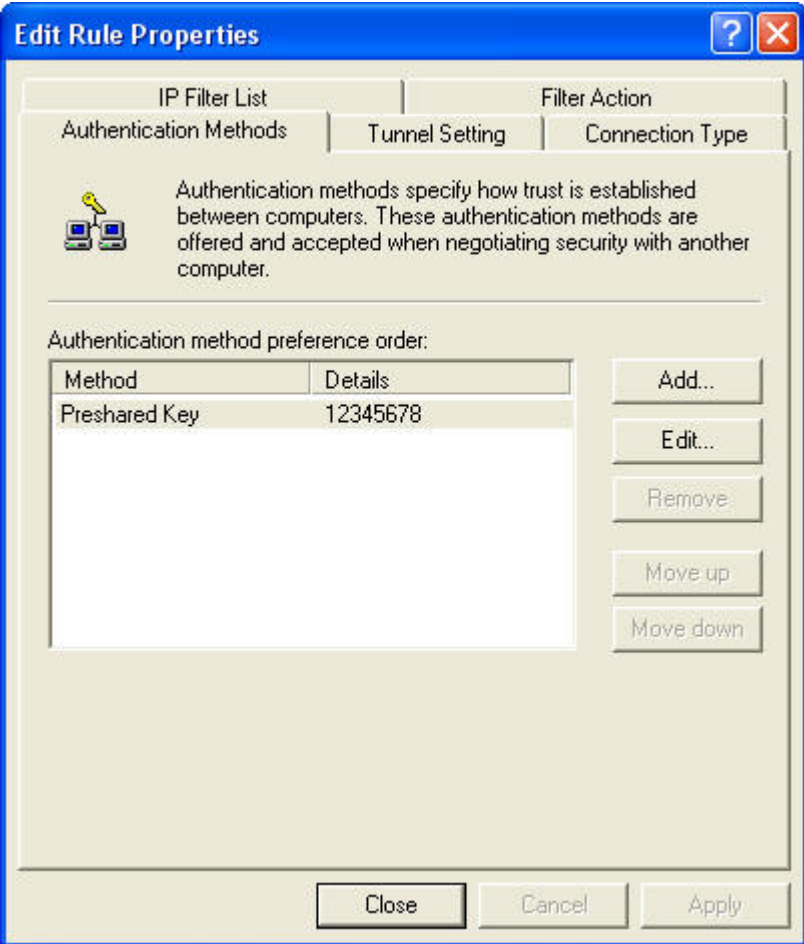 Edit Rule Properties
?
IP Filter List
Filter Action
Authentication Methods
Tunnel Setting
Connection Type
Authentication methods specify how trust is established
between computers. These authentication methods are
offered and accepted when negotiating security with another
computer.
Authentication method preference order:
Method Details
Preshared Key 12345678
Add...
Edit...
Remove
Move up
Move down
Close
Cancel
Apply